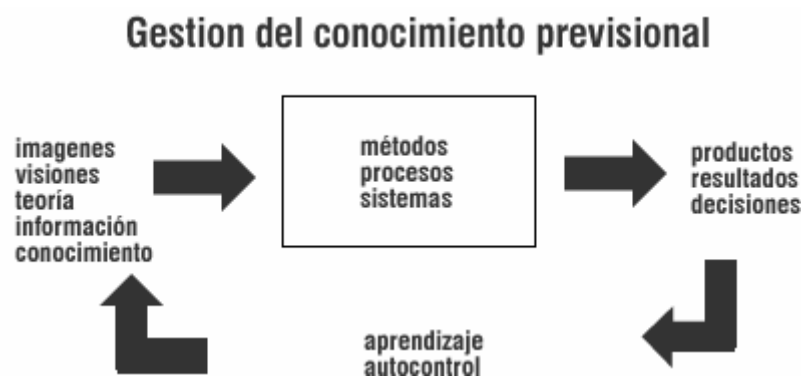 Gestion del conocimiento previsional
imagenes
visiones
teoría
información
conocimiento
métodos
procesos
sistemas
productos
resultados
decisiones
aprendizaje
autocontrol